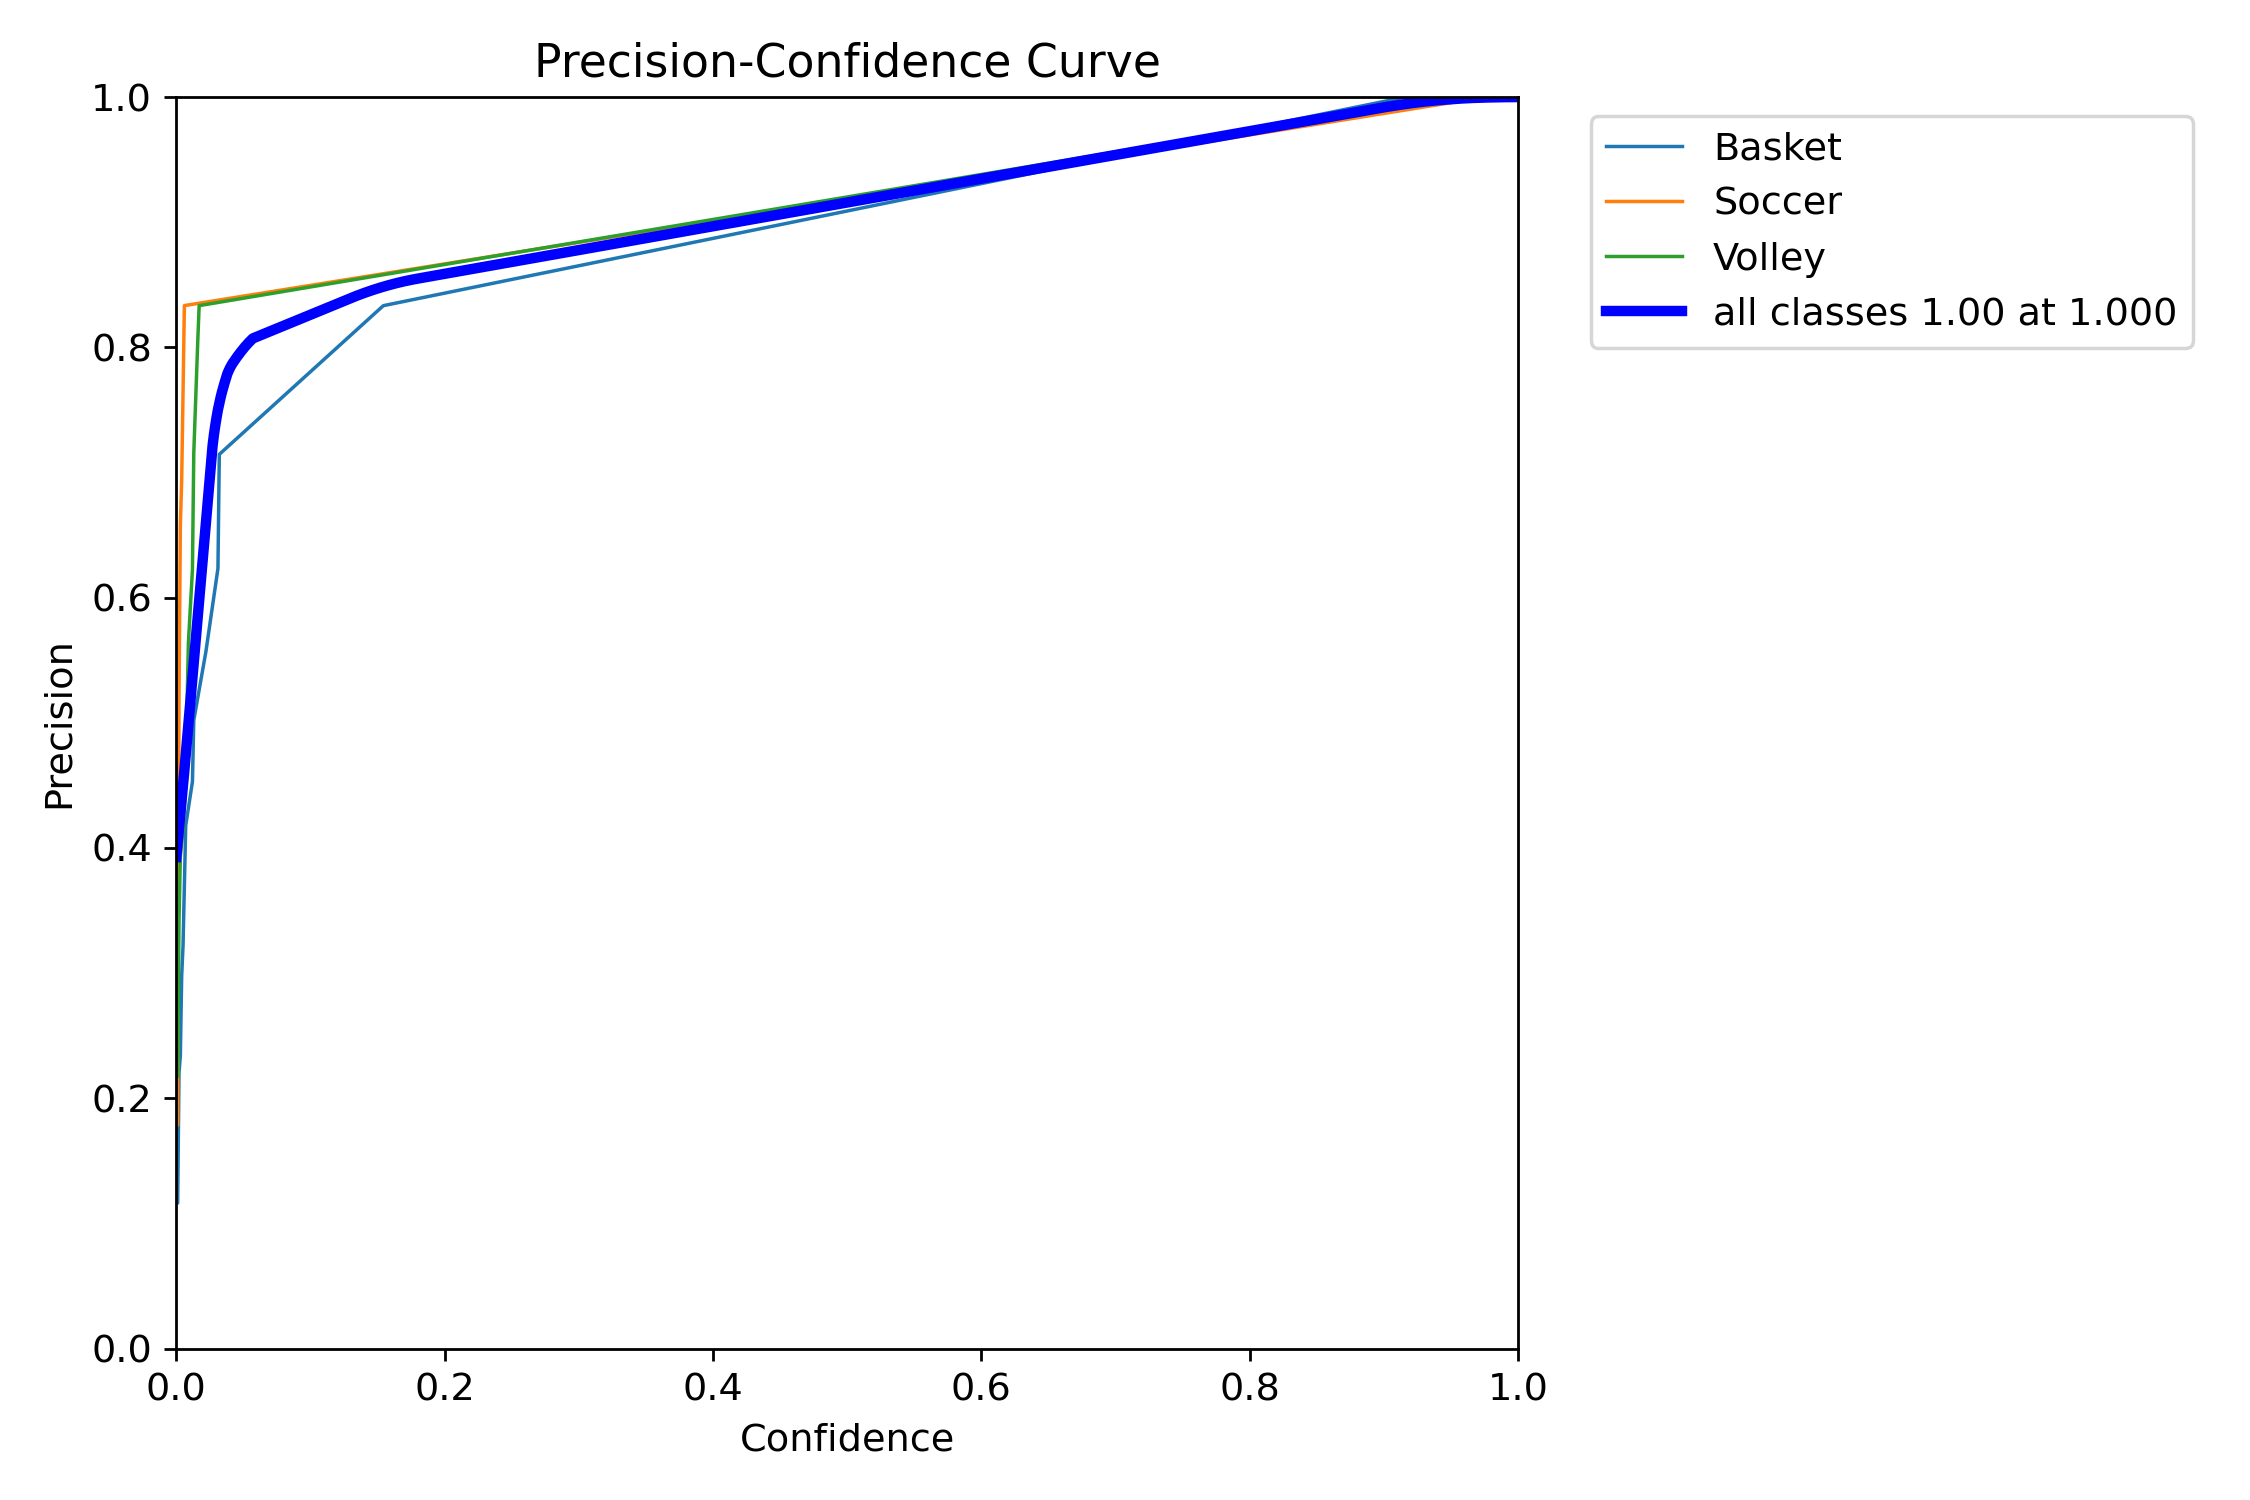 Precision-Confidence Curve
1.0
0.8
0.6
0.4
0.2
0.0
Precision
0.0 0.2 0.4 0.6 0.8 1.0
Confidence
Basket
Soccer
Volley
all classes 1.00 at 1.000